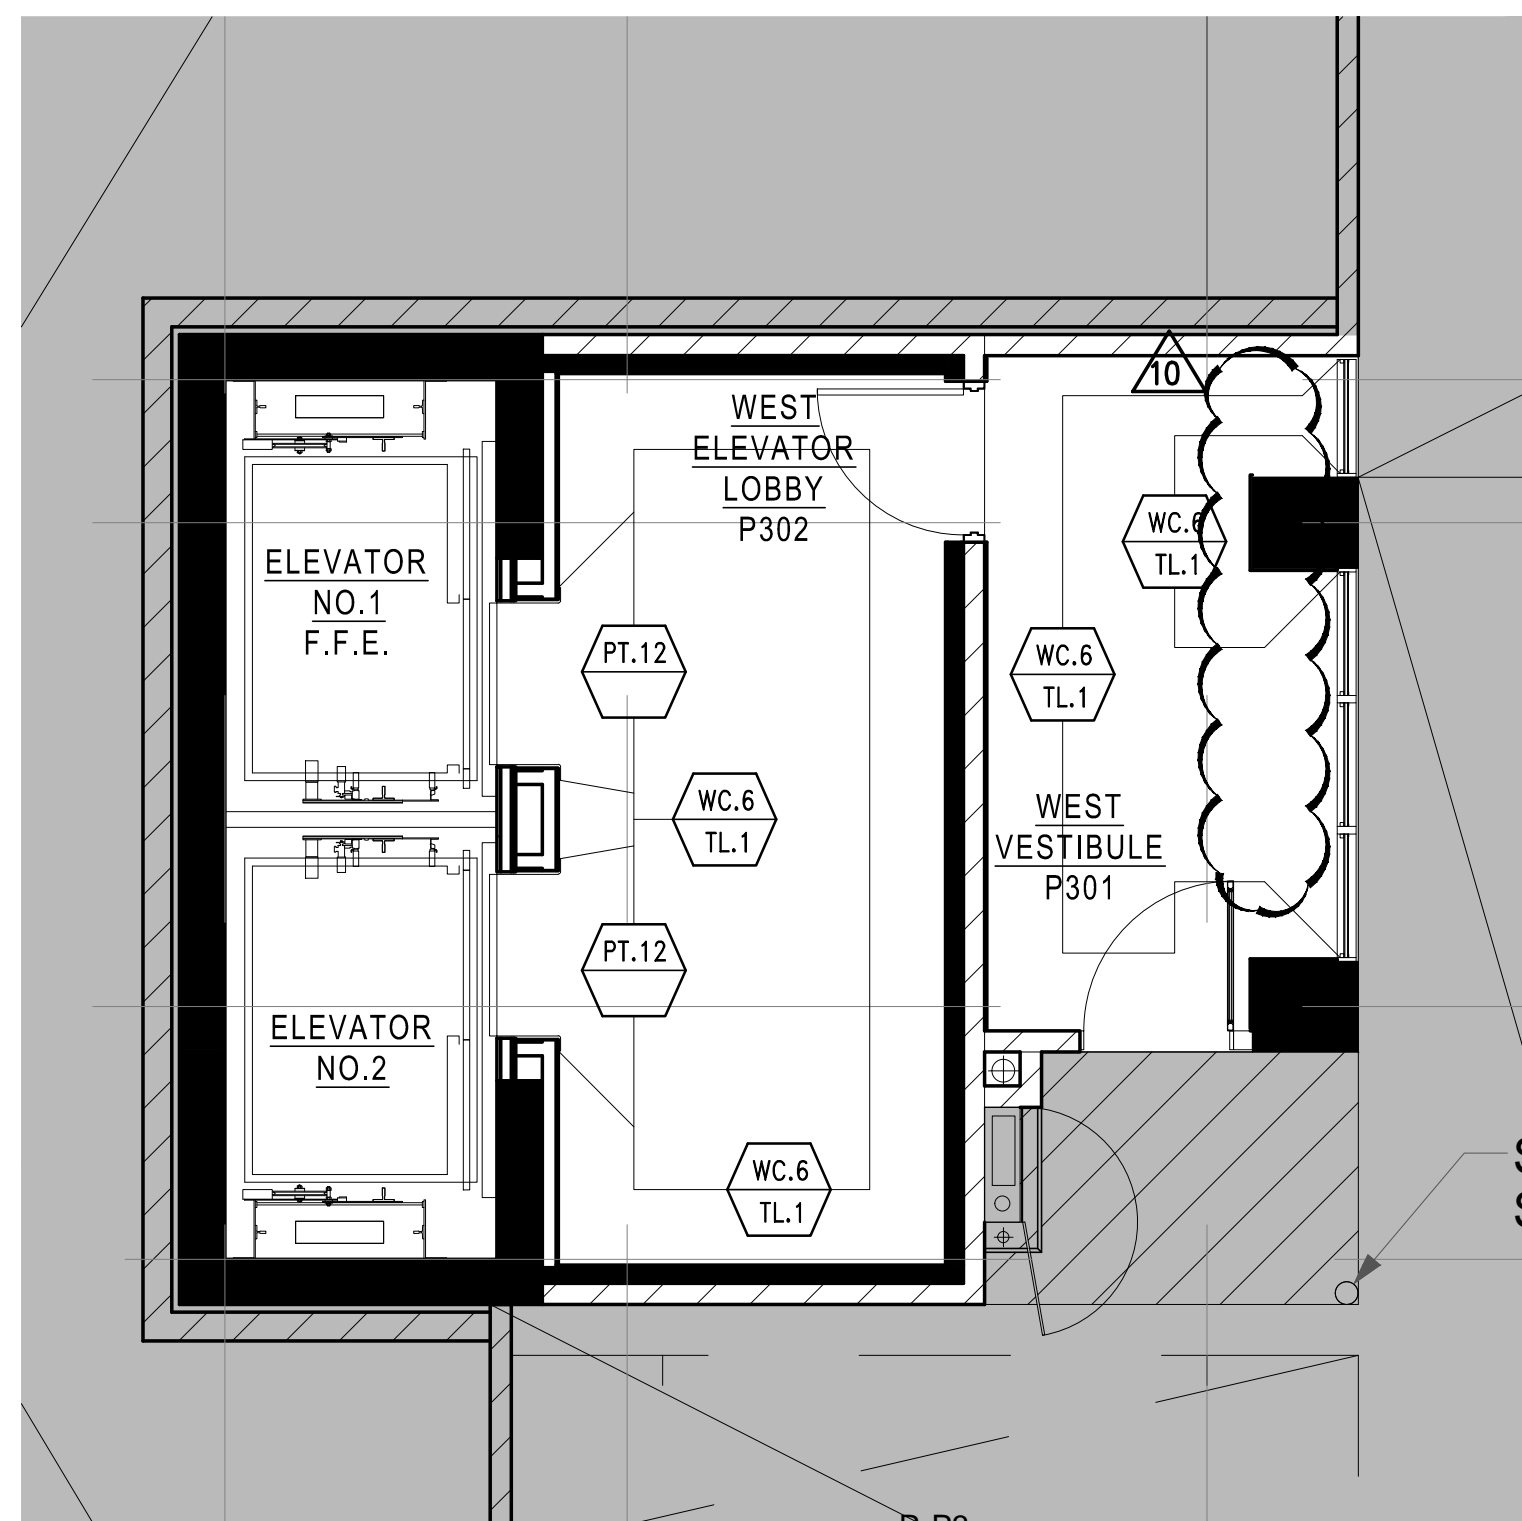 10
WEST
ELEVATOR
LOBBY
P302
WC.6
TL.1
ELEVATOR
NO.1
F.F.E.
PT.12
WC.6
TL.1
WC.6
TL.1
WEST
VESTIBULE
P301
PT.12
ELEVATOR
NO.2
WC.6
TL.1